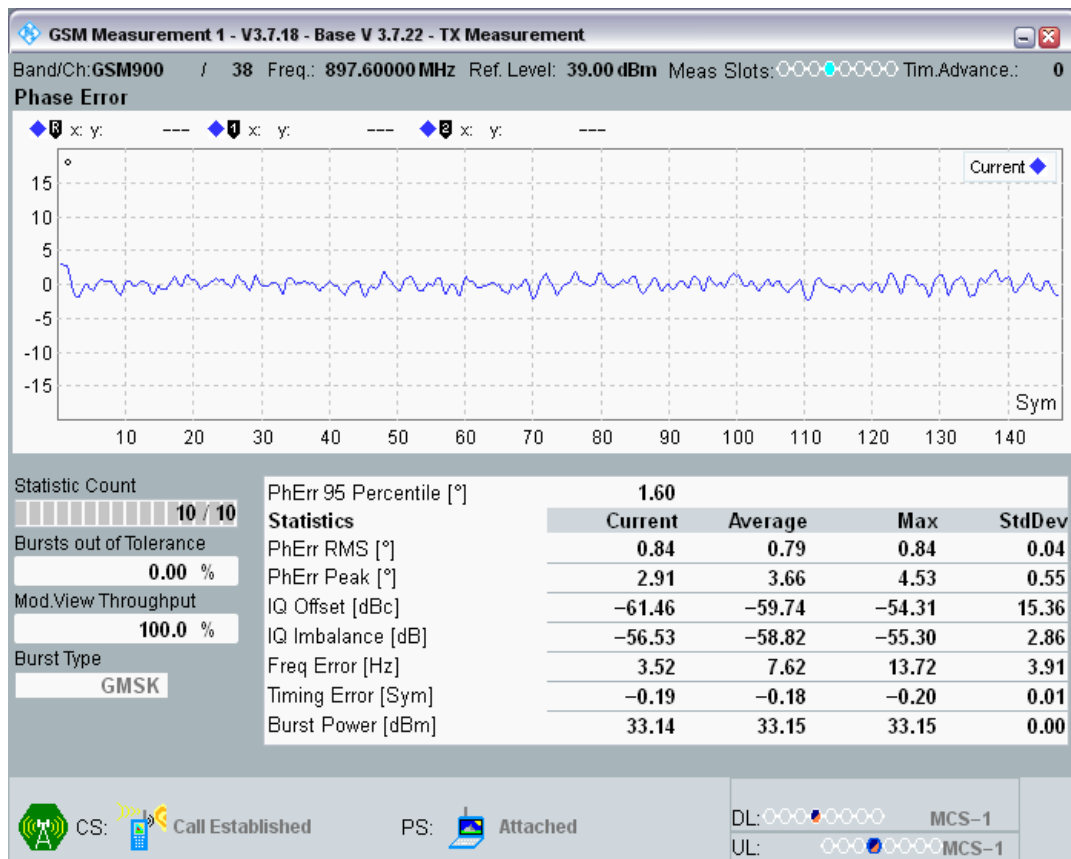 GSM Measurement 1 - V3.7.18 - Base V 3.7.22 - TX Measurement
Band/Ch:GSM900 / 38 Freq.: 897.60000 MHz Ref. Level: 39.00 dBm Meas Slots: Tim.Advance.: 0
Phase Error
R x: y: --- 1 x: y: --- 2 x: y: ---
°
Current
15
10
5
0
-5
-10
-15
Sym
10 20 30 40 50 60 70 80 90 100 110 120 130 140
Statistic Count
10 / 10
Bursts out of Tolerance
0.00 %
Mod.View Throughput
100.0 %
Burst Type
GMSK
PhErr 95 Percentile [°] 1.60
Statistics Current Average Max StdDev
PhErr RMS [°] 0.84 0.79 0.84 0.04
PhErr Peak [°] 2.91 3.66 4.53 0.55
IQ Offset [dBc] −61.46 −59.74 −54.31 15.36
IQ Imbalance [dB] −56.53 −58.82 −55.30 2.86
Freq Error [Hz] 3.52 7.62 13.72 3.91
Timing Error [Sym] −0.19 −0.18 −0.20 0.01
Burst Power [dBm] 33.14 33.15 33.15 0.00
CS: Call Established PS: Attached
DL: MCS−1
UL: MCS−1